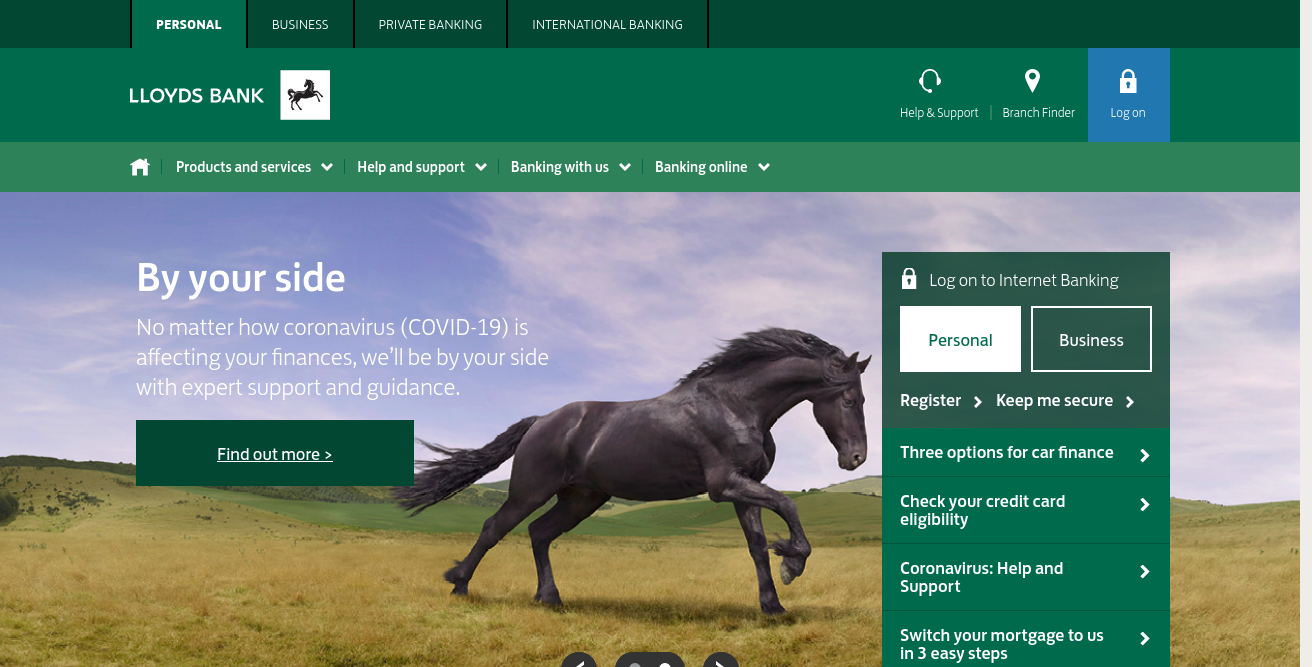 PERSONAL
BUSINESS
PRIVATE BANKING
INTERNATIONAL BANKING
LLOYDS BANK
Help & Support
Branch Finder
Log on
Products and services
Help and support
Banking with us
Banking online
By your side
No matter how coronavirus (COVID-19) is
affecting your finances, we'll be by your side
with expert support and guidance.
Find out more >
Log on to Internet Banking
Personal
Business
Register
Keep me secure
Three options for car finance
Check your credit card
eligibility
Coronavirus: Help and
Support
Switch your mortgage to us
in 3 easy steps